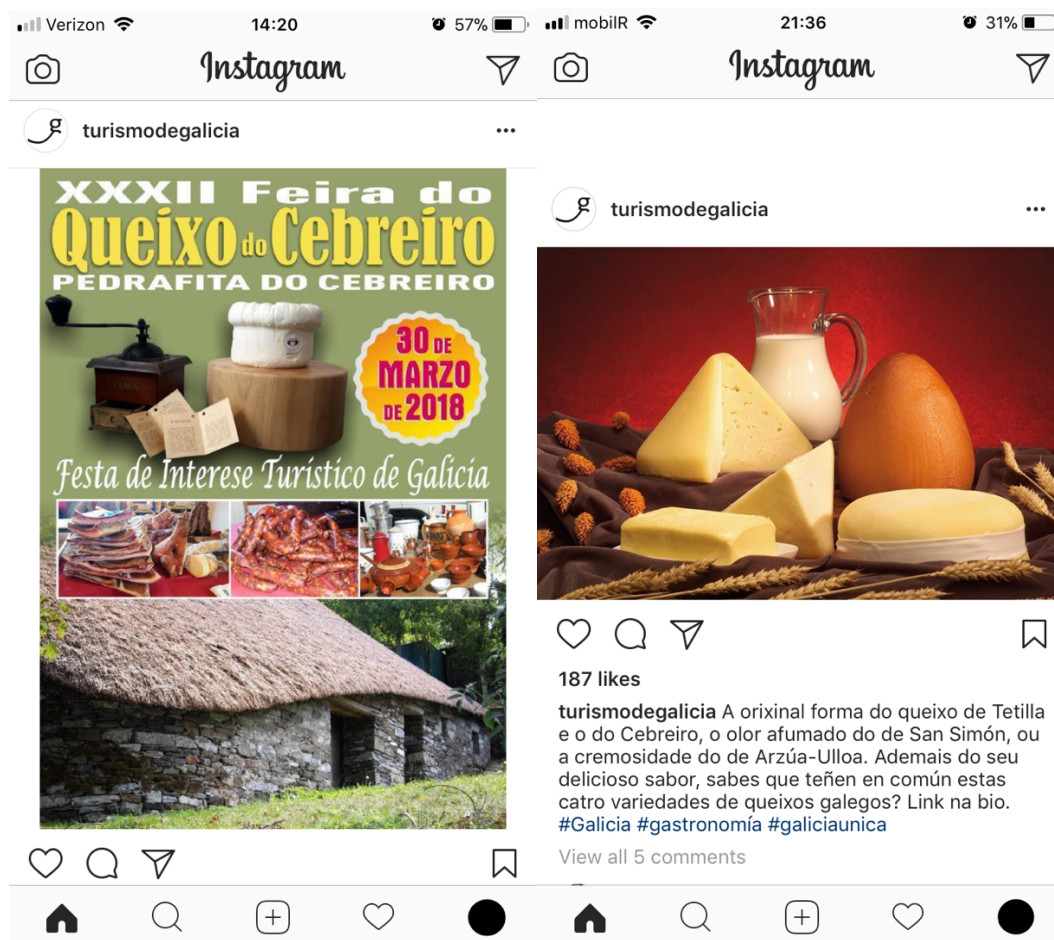 Verizon 14:20 57%
Instagram
turismodegalicia
XXXII Feira do
Queixo do Cebreiro
PEDRAFITA DO CEBREIRO
30 DE
MARZO
DE 2018
Festa de Interese Turístico de Galicia
mobilR 21:36 31%
Instagram
turismodegalicia
187 likes
turismodegalicia A orixinal forma do queixo de Tetilla
e o do Cebreiro, o olor afumado do de San Simón, ou
a cremosidade do de Arzúa-Ulloa. Ademais do seu
delicioso sabor, sabes que teñen en común estas
catro variedades de queixos galegos? Link na bio.
#Galicia #gastronomía #galiciaunica
View all 5 comments